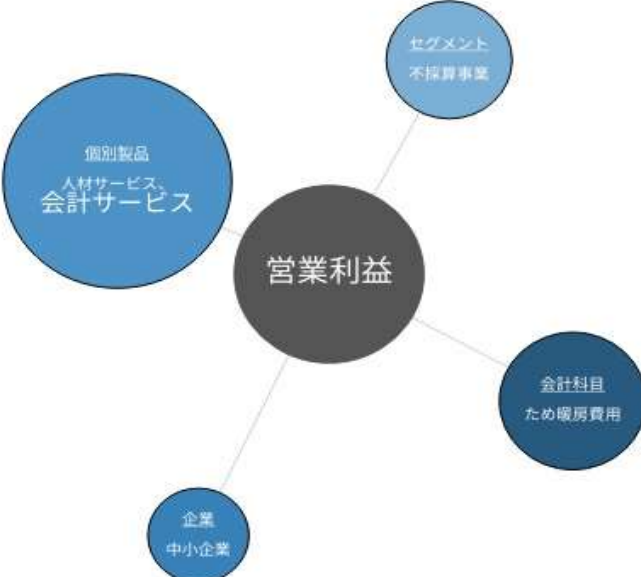 セグメント
不採算事業
個別製品
人材サービス、
会計サービス
営業利益
会計科目
ため暖房費用
企業
中小企業